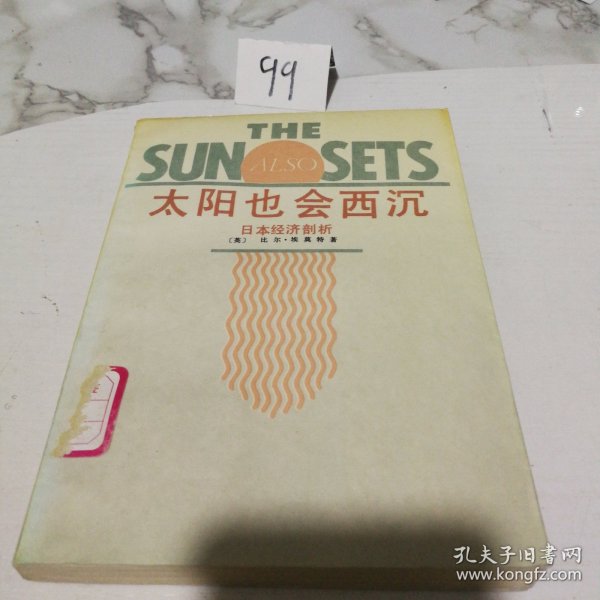 99
THE
SUN ALSO SETS
太阳也会西沉
日本经济剖析
〔英〕 比尔·埃莫特著
孔夫子旧书网
www.kongfz.com